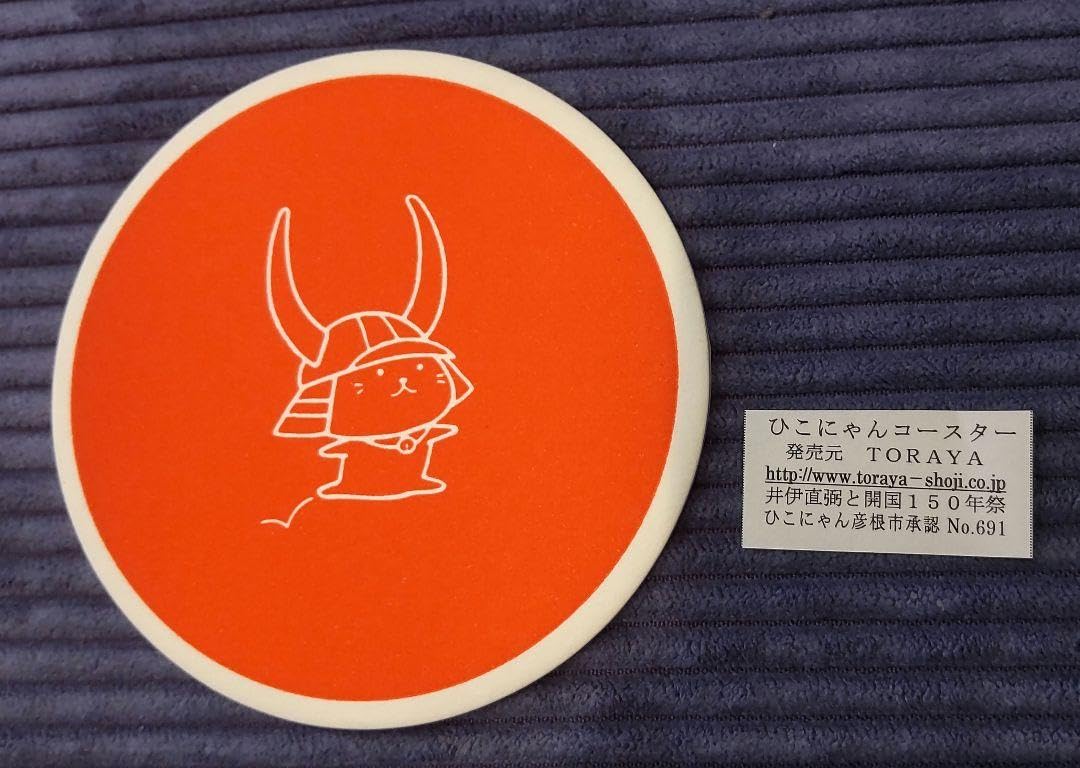 ひこにゃんコースター
発売元　ＴＯＲＡＹＡ
http://www.toraya－shoji.co.jp
井伊直弼と開国１５０年祭
ひこにゃん彦根市承認 No.691